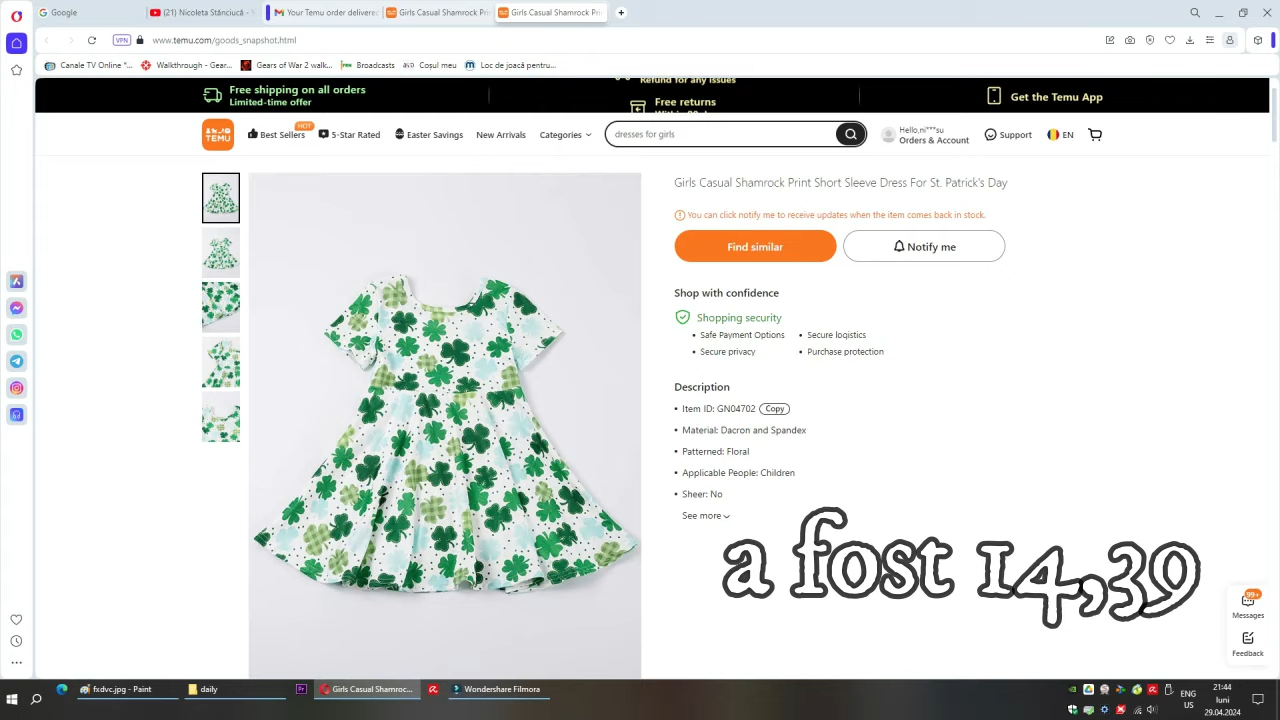 Google
(21) Nicoleta Stănciucă -
Your Temu order delivered
Girls Casual Shamrock Pri
Girls Casual Shamrock Pri
VPN
www.temu.com/goods_snapshot.html
Canale TV Online "...
Walkthrough - Gear...
Gears of War 2 walk...
Broadcasts
Coșul meu
Loc de joacă pentru...
Free shipping on all orders
Limited-time offer
Refund for any issues
Free returns
Get the Temu App
TEMU
Best Sellers
HOT
5-Star Rated
Easter Savings
New Arrivals
Categories
dresses for girls
Hello,ni***su
Orders & Account
Support
EN
Girls Casual Shamrock Print Short Sleeve Dress For St. Patrick's Day
You can click notify me to receive updates when the item comes back in stock.
Find similar
Notify me
Shop with confidence
Shopping security
• Safe Payment Options
• Secure logistics
• Secure privacy
• Purchase protection
Description
• Item ID: GN04702
Copy
• Material: Dacron and Spandex
• Patterned: Floral
• Applicable People: Children
• Sheer: No
See more
a fost 14,39
99+
Messages
Feedback
fxdvc.jpg - Paint
daily
Pr
Girls Casual Shamroc...
Wondershare Filmora
ENG
US
21:44
luni
29.04.2024